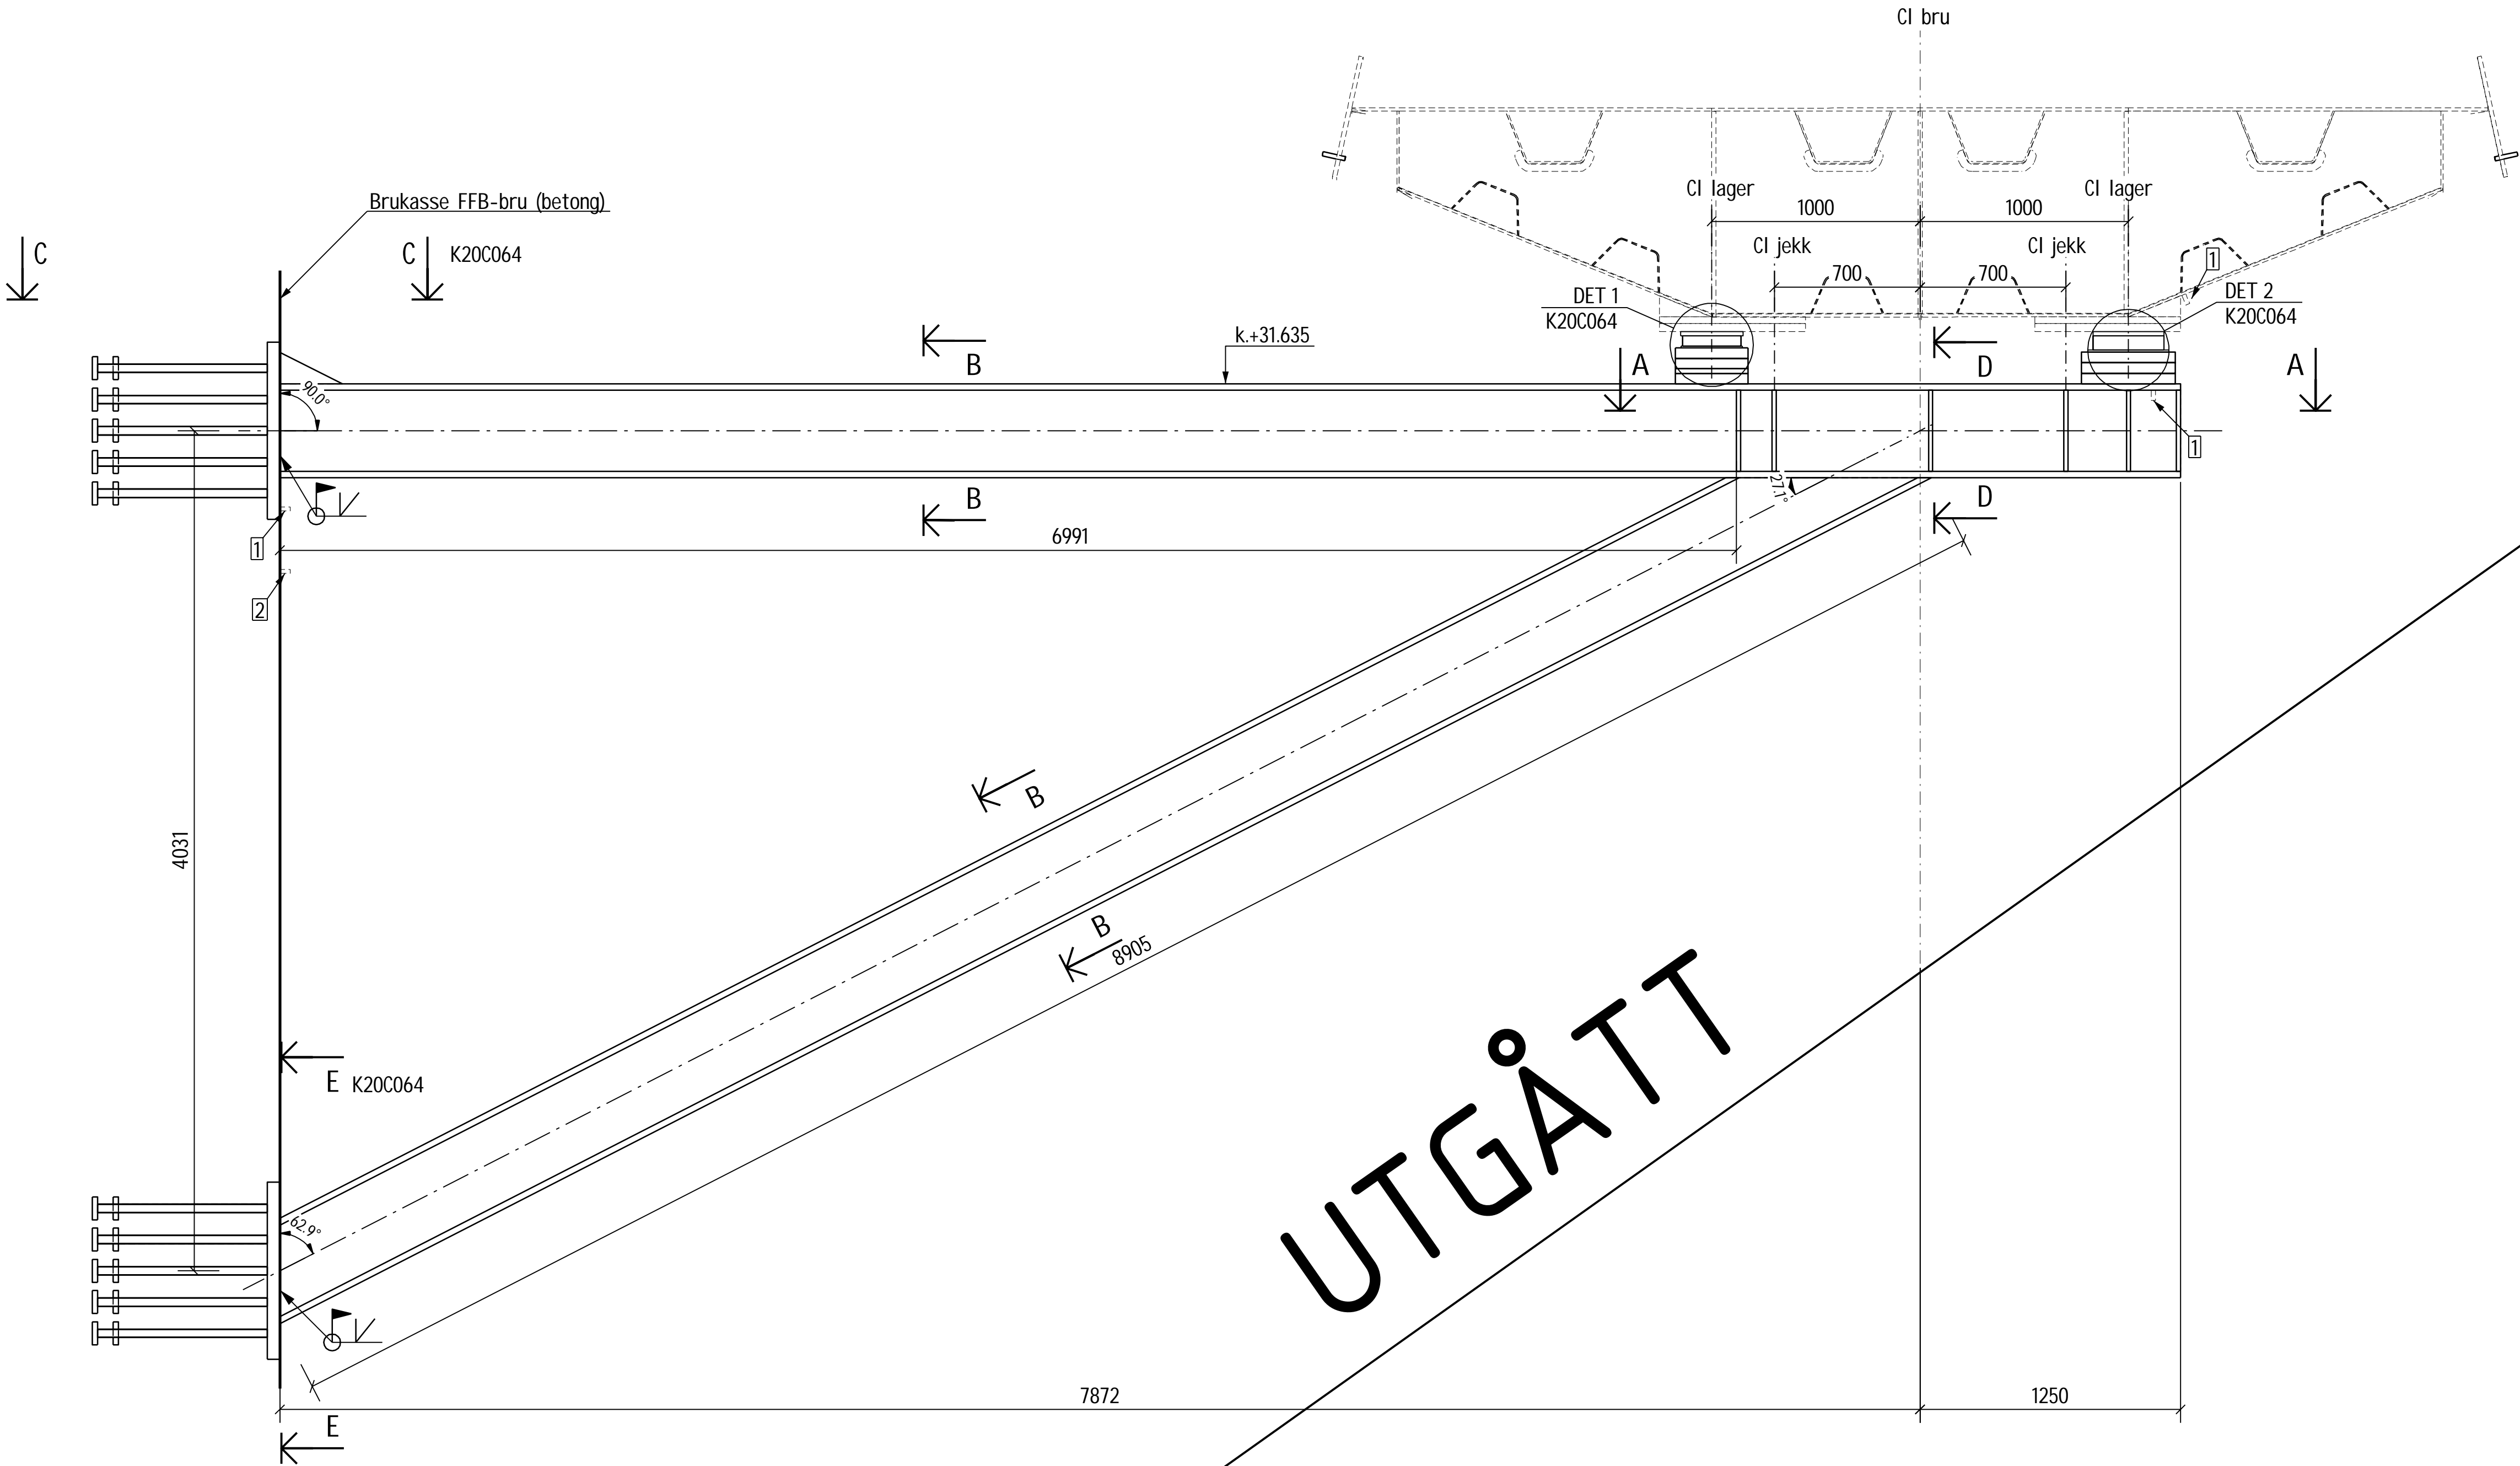 Cl bru
Brukasse FFB-bru (betong)
Cl lager
Cl lager
1000
1000
C
C
K20C064
Cl jekk
Cl jekk
1
700
700
DET 1
K20C064
DET 2
K20C064
k.+31.635
B
A
D
A
90.0°
1
27.1°
B
D
1
6991
2
B
4031
B
8905
E
K20C064
UTGÅTT
62.9°
7872
1250
E